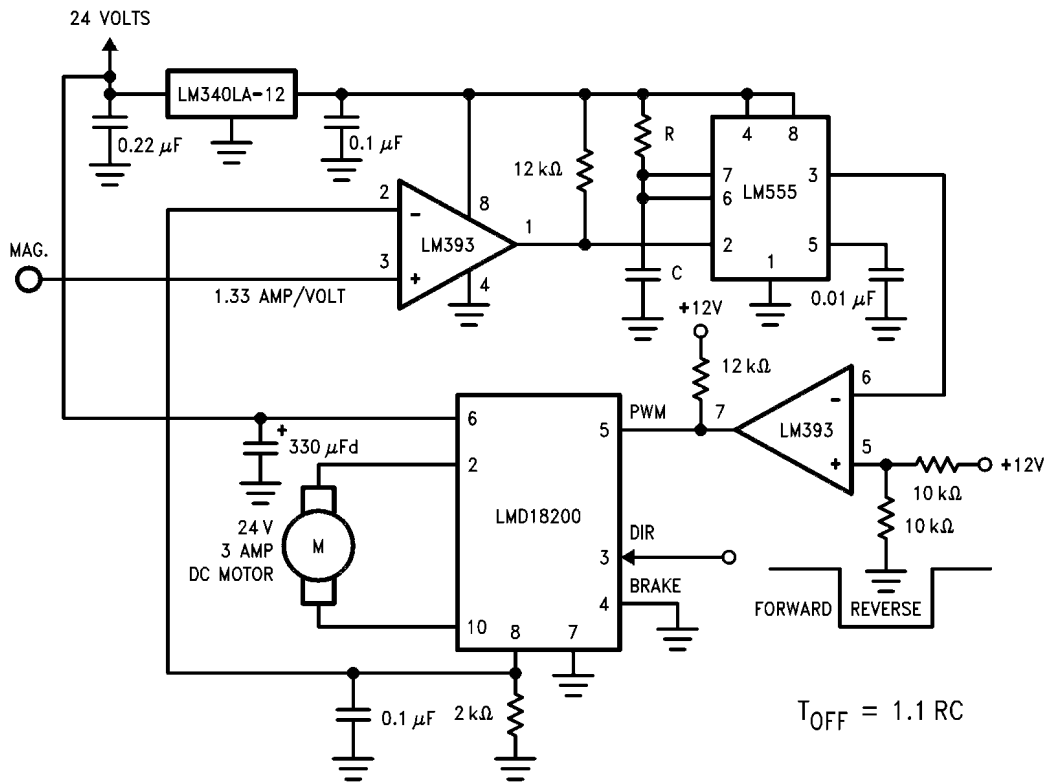 24 VOLTS
LM340LA-12
0.22 μF
0.1 μF
12 kΩ
R
4
8
7
6
LM555
3
2
5
1
C
0.01 μF
2
-
8
LM393
1
MAG.
3
+
4
1.33 AMP/VOLT
+12V
12 kΩ
PWM
7
6
-
LM393
5
+
+12V
10 kΩ
10 kΩ
6
5
+
330 μFd
2
LMD18200
24 V
3 AMP
DC MOTOR
M
DIR
3
BRAKE
4
10
8
7
FORWARD
REVERSE
0.1 μF
2 kΩ
TOFF = 1.1 RC